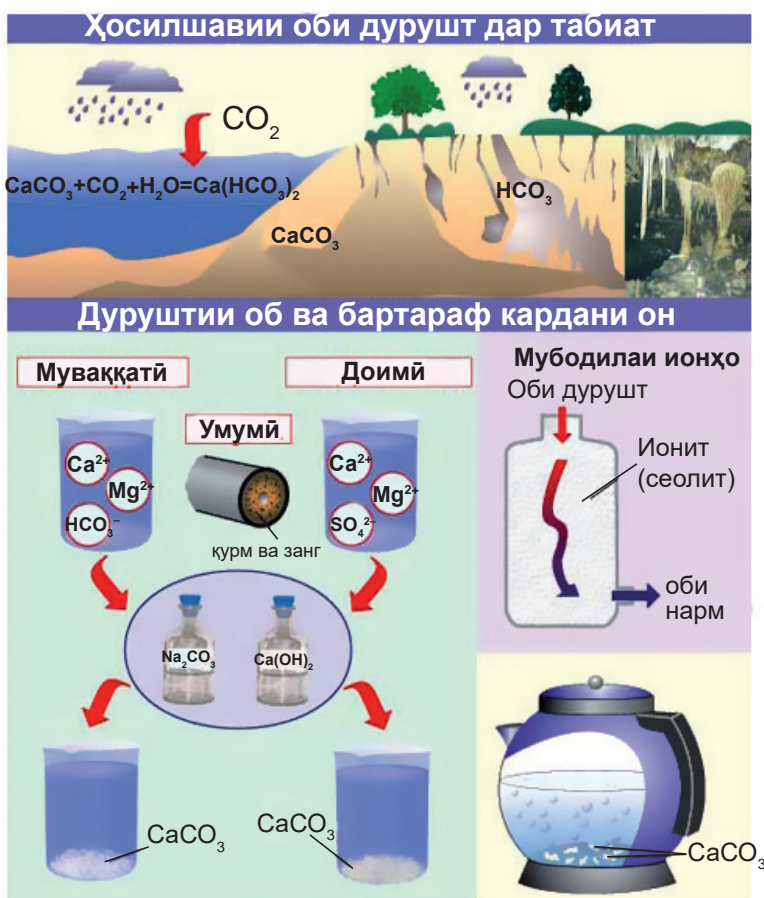 Ҳосилшавии оби дурушт дар табиат
CO₂
CaCO₃+CO₂+H₂O=Ca(HCO₃)₂
HCO₃
CaCO₃
Дуруштии об ва бартараф кардани он
Муваққатӣ
Доимӣ
Умумӣ
Ca²⁺
Mg²⁺
HCO₃⁻
қурм ва занг
Ca²⁺
Mg²⁺
SO₄²⁻
Na₂CO₃
Ca(OH)₂
CaCO₃
CaCO₃
Мубодилаи ионҳо
Оби дурушт
Ионит
(сеолит)
оби
нарм
CaCO₃